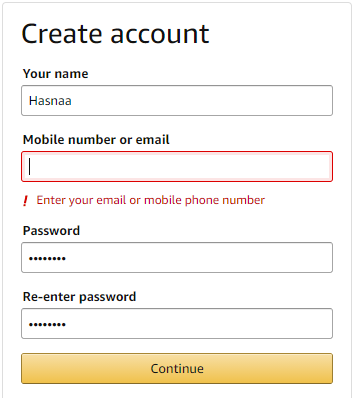 Create account
Your name
Hasnaa
Mobile number or email
! Enter your email or mobile phone number
Password
••••••••
Re-enter password
••••••••
Continue